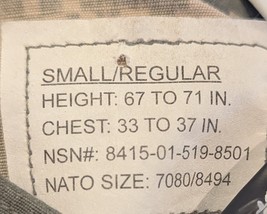 SMALL/REGULAR
HEIGHT: 67 TO 71 IN.
CHEST: 33 TO 37 IN.
NSN#: 8415-01-519-8501
NATO SIZE: 7080/8494